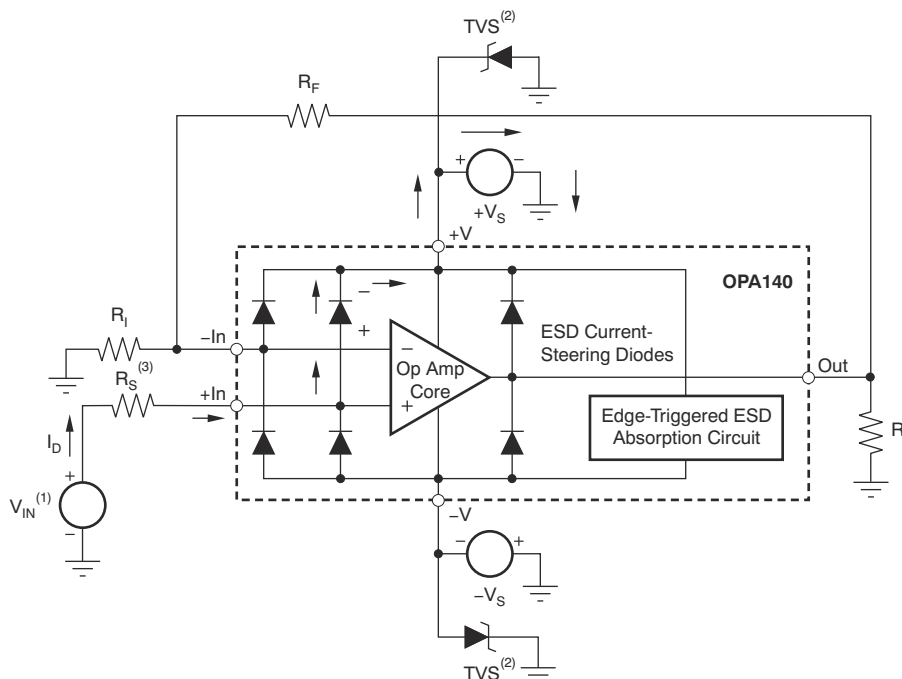 TVS(2)
RF
+ −
+VS
+V
OPA140
RI
−In
−
+
−
Op Amp
Core
+
ESD Current-
Steering Diodes
Out
RS(3)
+In
ID
Edge-Triggered ESD
Absorption Circuit
R
+
VIN(1)
−
−V
− +
−VS
TVS(2)